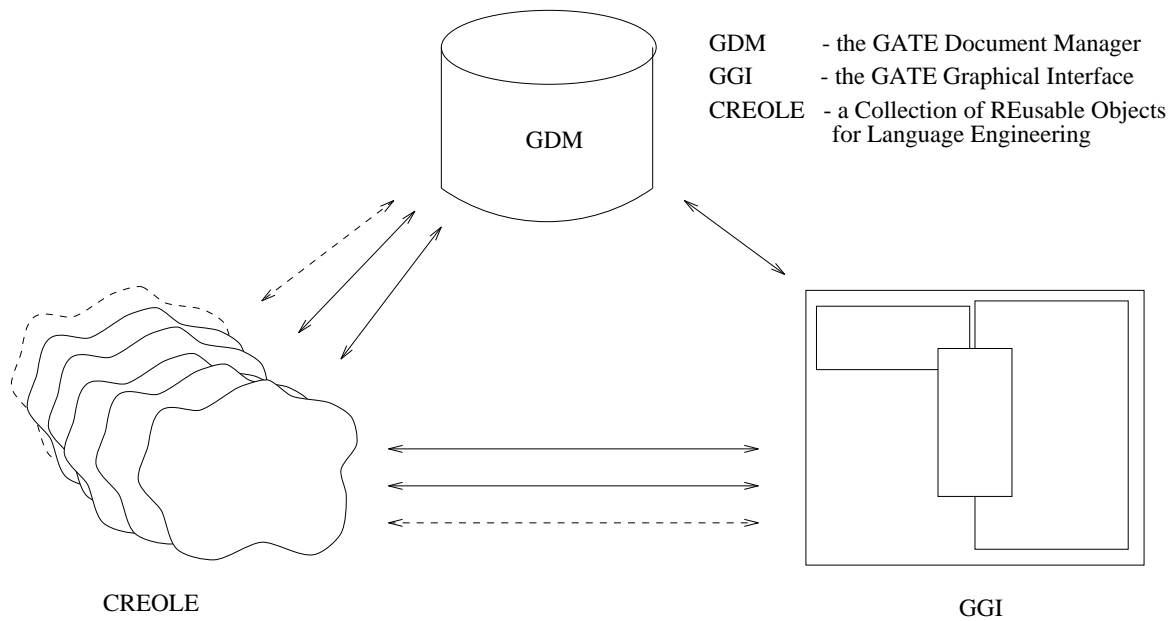 GDM - the GATE Document Manager
GGI - the GATE Graphical Interface
CREOLE - a Collection of REusable Objects
for Language Engineering
GDM
CREOLE
GGI